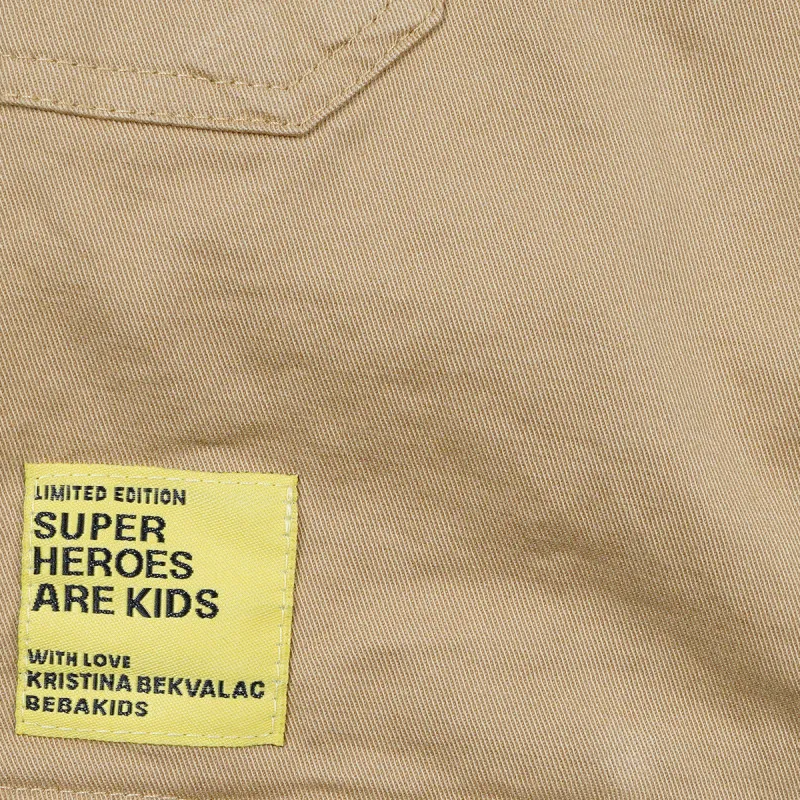 LIMITED EDITION
SUPER
HEROES
ARE KIDS
WITH LOVE
KRISTINA BEKVALAC
BEBAKIDS